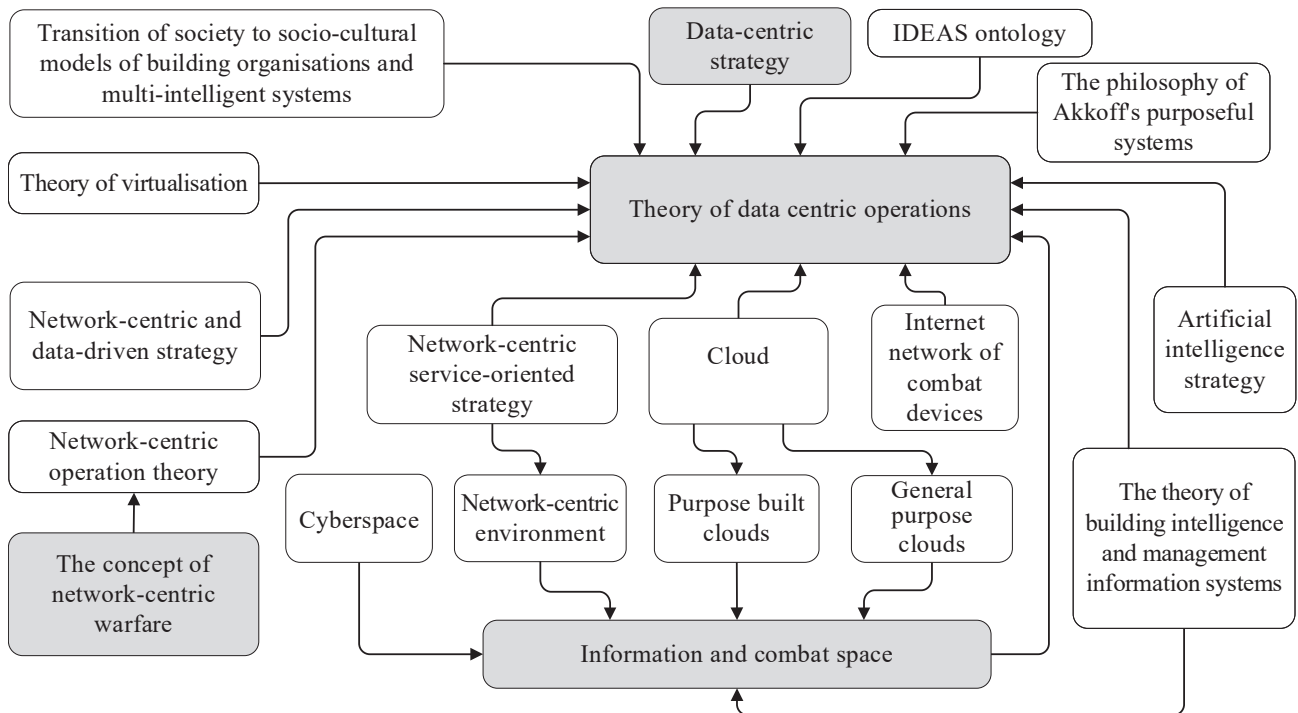 Transition of society to socio-cultural
models of building organisations and
multi-intelligent systems
Data-centric
strategy
IDEAS ontology
The philosophy of
Akkoff's purposeful
systems
Theory of virtualisation
Theory of data centric operations
Network-centric and
data-driven strategy
Network-centric
service-oriented
strategy
Cloud
Internet
network of
combat
devices
Artificial
intelligence
strategy
Network-centric
operation theory
Cyberspace
Network-centric
environment
Purpose built
clouds
General
purpose
clouds
The theory of
building intelligence
and management
information systems
The concept of
network-centric
warfare
Information and combat space